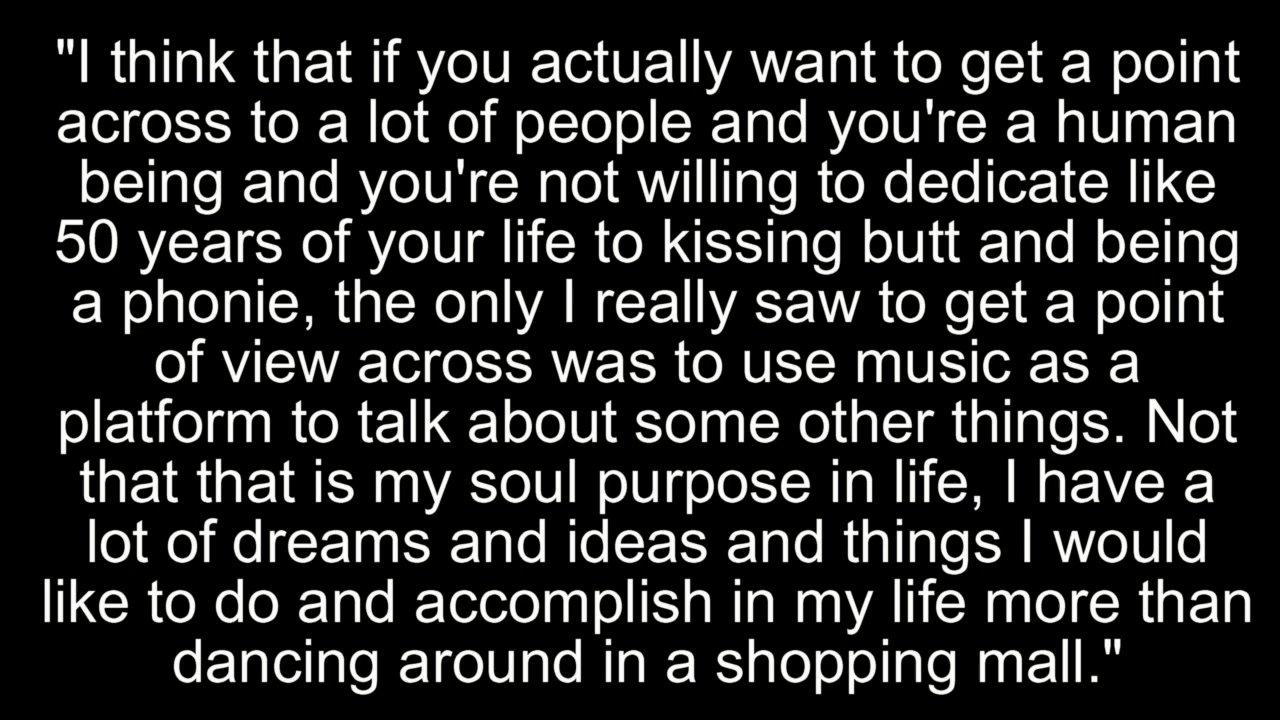 "I think that if you actually want to get a point
across to a lot of people and you're a human
being and you're not willing to dedicate like
50 years of your life to kissing butt and being
a phonie, the only I really saw to get a point
of view across was to use music as a
platform to talk about some other things. Not
that that is my soul purpose in life, I have a
lot of dreams and ideas and things I would
like to do and accomplish in my life more than
dancing around in a shopping mall."